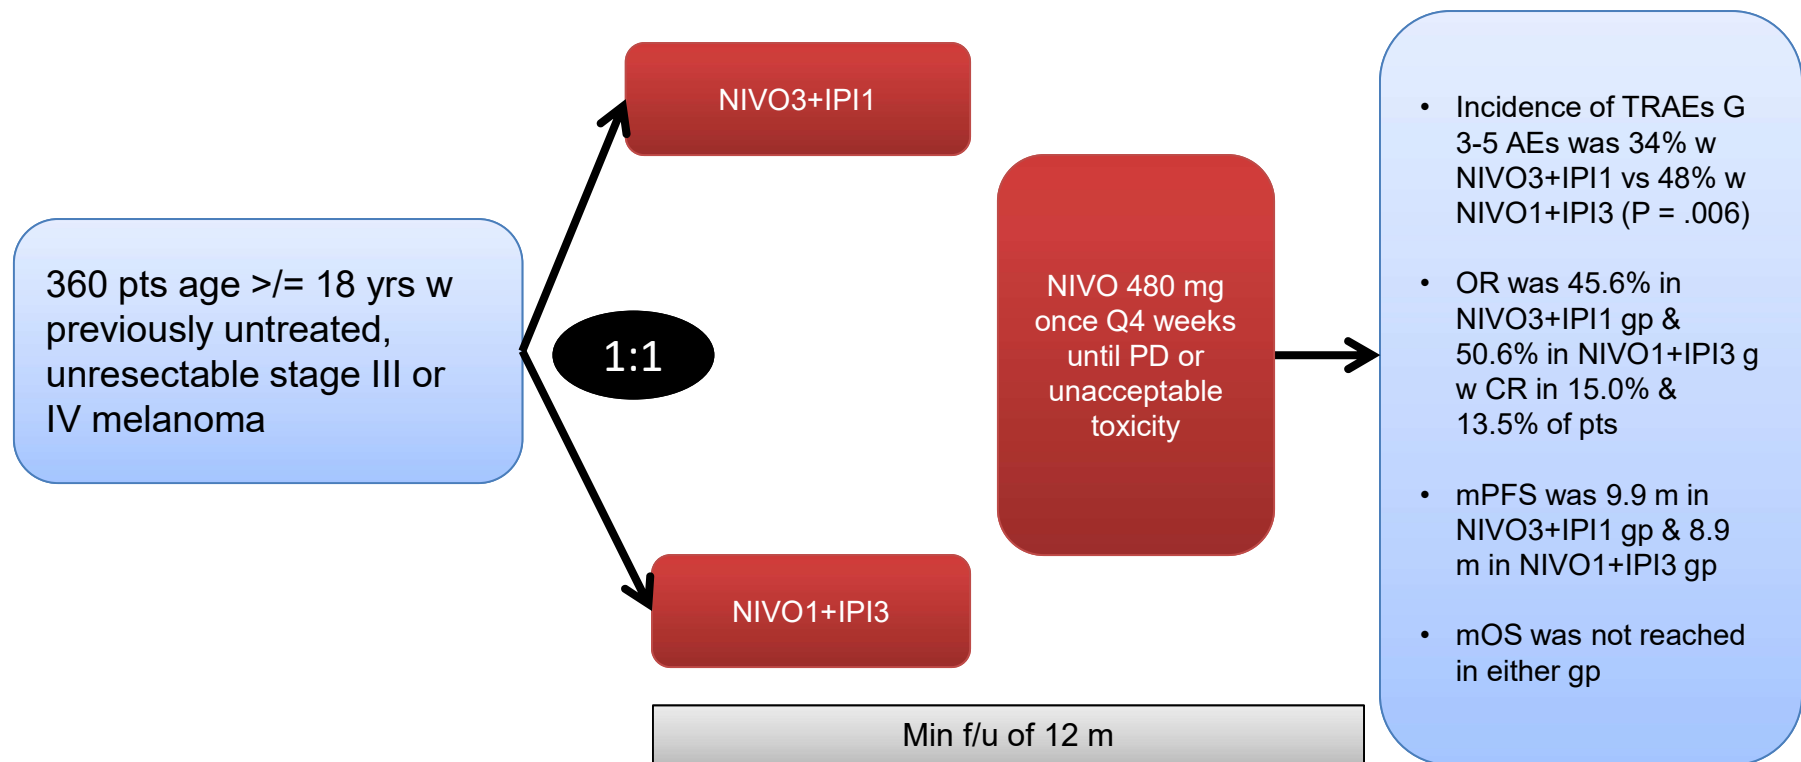 360 pts age >/= 18 yrs w
previously untreated,
unresectable stage III or
IV melanoma
1:1
NIVO3+IPI1
NIVO1+IPI3
NIVO 480 mg
once Q4 weeks
until PD or
unacceptable
toxicity
Min f/u of 12 m
• Incidence of TRAEs G
3-5 AEs was 34% w
NIVO3+IPI1 vs 48% w
NIVO1+IPI3 (P = .006)
• OR was 45.6% in
NIVO3+IPI1 gp &
50.6% in NIVO1+IPI3 g
w CR in 15.0% &
13.5% of pts
• mPFS was 9.9 m in
NIVO3+IPI1 gp & 8.9
m in NIVO1+IPI3 gp
• mOS was not reached
in either gp